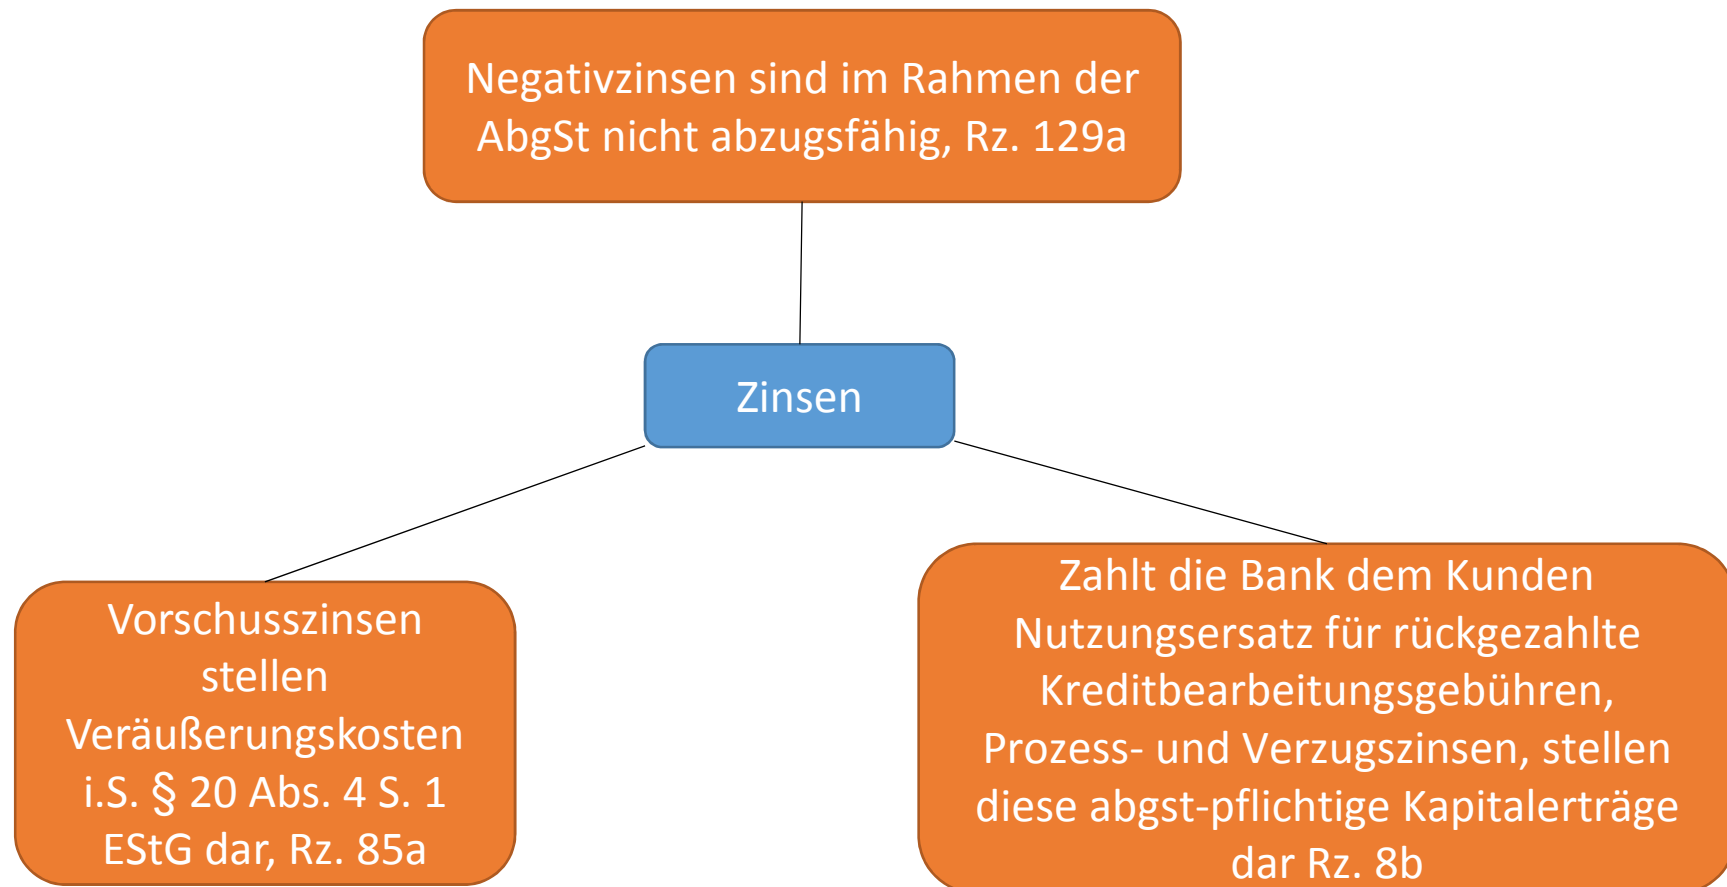 Negativzinsen sind im Rahmen der
AbgSt nicht abzugsfähig, Rz. 129a
Zinsen
Vorschusszinsen
stellen
Veräußerungskosten
i.S. § 20 Abs. 4 S. 1
EStG dar, Rz. 85a
Zahlt die Bank dem Kunden
Nutzungsersatz für rückgezahlte
Kreditbearbeitungsgebühren,
Prozess- und Verzugszinsen, stellen
diese abgst-pflichtige Kapitalerträge
dar Rz. 8b